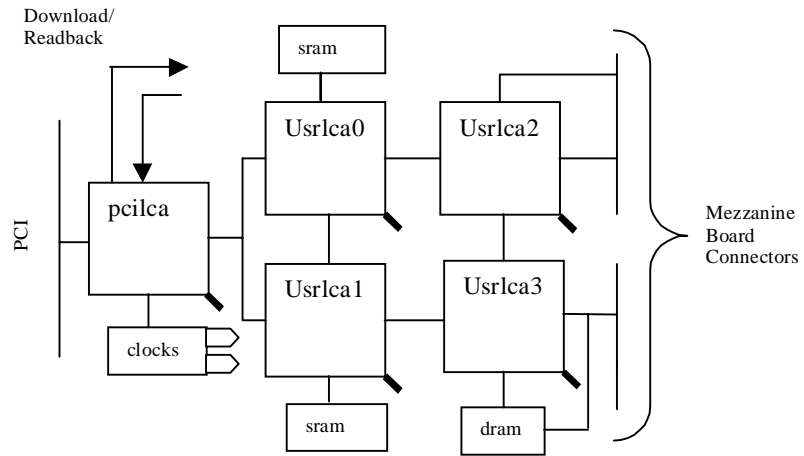 Download/
Readback
sram
Usrlca0
Usrlca2
pcilca
PCI
Mezzanine
Board
Connectors
Usrlca1
Usrlca3
clocks
sram
dram